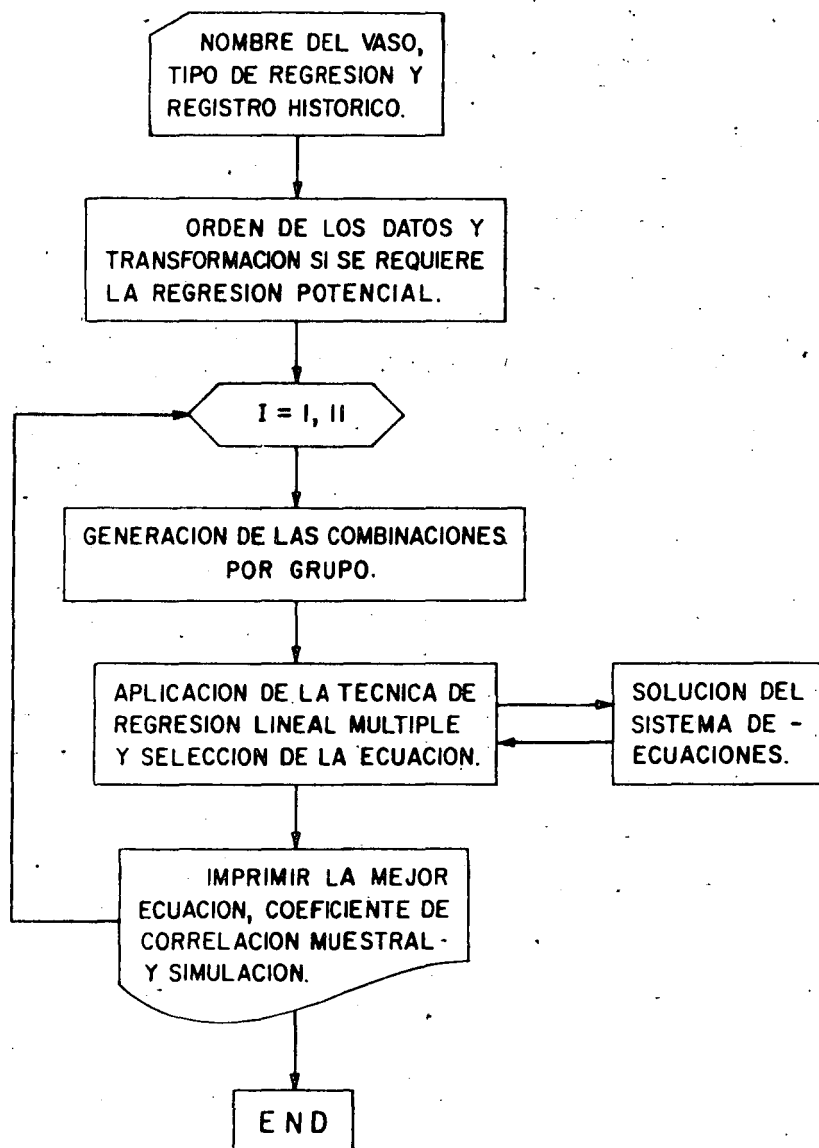 NOMBRE DEL VASO,
TIPO DE REGRESION Y
REGISTRO HISTORICO.
ORDEN DE LOS DATOS Y
TRANSFORMACION SI SE REQUIERE
LA REGRESION POTENCIAL.
I = 1, 11
GENERACION DE LAS COMBINACIONES
POR GRUPO.
APLICACION DE LA TECNICA DE
REGRESION LINEAL MULTIPLE
Y SELECCION DE LA ECUACION.
SOLUCION DEL
SISTEMA DE -
ECUACIONES.
IMPRIMIR LA MEJOR
ECUACION, COEFICIENTE DE
CORRELACION MUESTRAL -
Y SIMULACION.
END